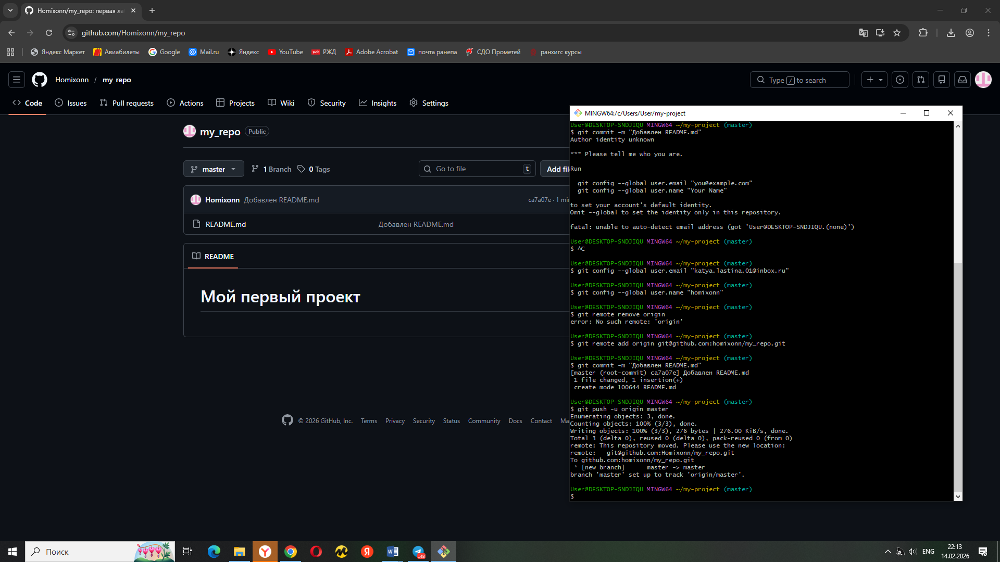 Homixonn/my_repo: первая ла
github.com/Homixonn/my_repo
Яндекс Маркет
Авиабилеты
Google
Mail.ru
Яндекс
YouTube
РЖД
Adobe Acrobat
почта ранепа
СДО Прометей
ранхигс курсы
Homixonn / my_repo
Type / to search
Code
Issues
Pull requests
Actions
Projects
Wiki
Security
Insights
Settings
my_repo Public
master
1 Branch
0 Tags
Go to file t
Add fil
Homixonn Добавлен README.md
ca7a07e · 1 min
README.md
Добавлен README.md
README
Мой первый проект
© 2026 GitHub, Inc.
Terms
Privacy
Security
Status
Community
Docs
Contact
Ma
MINGW64:/c/Users/User/my-project
User@DESKTOP-SNDJIQU MINGW64 ~/my-project (master)
$ git commit -m "Добавлен README.md"
Author identity unknown
*** Please tell me who you are.
Run
git config --global user.email "you@example.com"
git config --global user.name "Your Name"
to set your account's default identity.
Omit --global to set the identity only in this repository.
fatal: unable to auto-detect email address (got 'User@DESKTOP-SNDJIQU.(none)')
User@DESKTOP-SNDJIQU MINGW64 ~/my-project (master)
$ ^C
User@DESKTOP-SNDJIQU MINGW64 ~/my-project (master)
$ git config --global user.email "katya.lastina.01@inbox.ru"
User@DESKTOP-SNDJIQU MINGW64 ~/my-project (master)
$ git config --global user.name "homixonn"
User@DESKTOP-SNDJIQU MINGW64 ~/my-project (master)
$ git remote remove origin
error: No such remote: 'origin'
User@DESKTOP-SNDJIQU MINGW64 ~/my-project (master)
$ git remote add origin git@github.com:homixonn/my_repo.git
User@DESKTOP-SNDJIQU MINGW64 ~/my-project (master)
$ git commit -m "Добавлен README.md"
[master (root-commit) ca7a07e] Добавлен README.md
1 file changed, 1 insertion(+)
create mode 100644 README.md
User@DESKTOP-SNDJIQU MINGW64 ~/my-project (master)
$ git push -u origin master
Enumerating objects: 3, done.
Counting objects: 100% (3/3), done.
Writing objects: 100% (3/3), 276 bytes | 276.00 KiB/s, done.
Total 3 (delta 0), reused 0 (delta 0), pack-reused 0 (from 0)
remote: This repository moved. Please use the new location:
remote:   git@github.com:Homixonn/my_repo.git
To github.com:homixonn/my_repo.git
* [new branch]      master -> master
branch 'master' set up to track 'origin/master'.
User@DESKTOP-SNDJIQU MINGW64 ~/my-project (master)
$
Поиск
48
ENG
22:13
14.02.2026